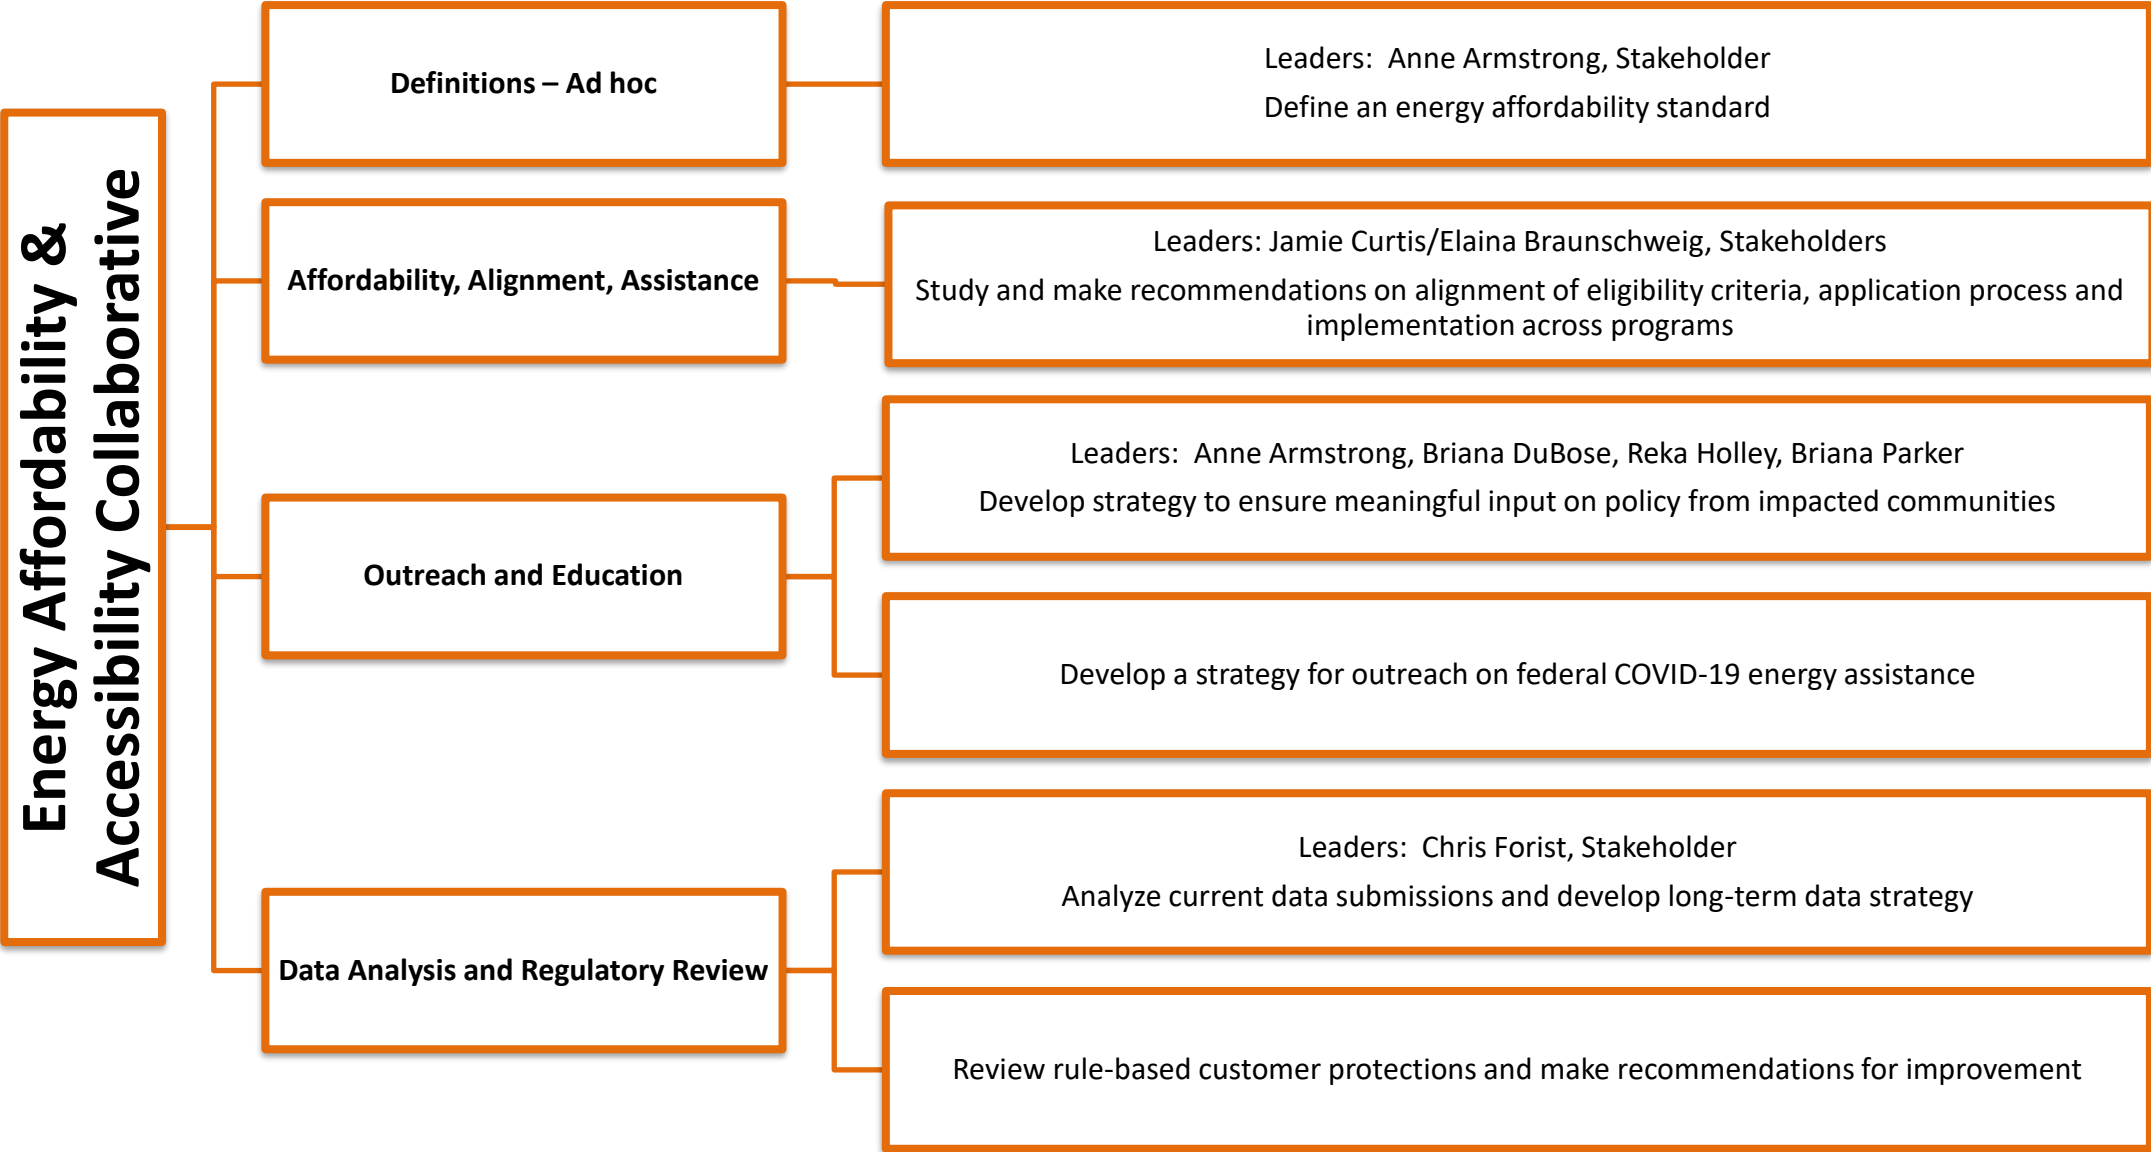 Energy Affordability &
Accessibility Collaborative
Definitions – Ad hoc
Leaders:  Anne Armstrong, Stakeholder
Define an energy affordability standard
Affordability, Alignment, Assistance
Leaders: Jamie Curtis/Elaina Braunschweig, Stakeholders
Study and make recommendations on alignment of eligibility criteria, application process and
implementation across programs
Outreach and Education
Leaders:  Anne Armstrong, Briana DuBose, Reka Holley, Briana Parker
Develop strategy to ensure meaningful input on policy from impacted communities
Develop a strategy for outreach on federal COVID-19 energy assistance
Data Analysis and Regulatory Review
Leaders:  Chris Forist, Stakeholder
Analyze current data submissions and develop long-term data strategy
Review rule-based customer protections and make recommendations for improvement